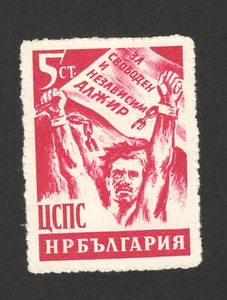 5 СТ.
ЗА
СВОБОДЕН
И
НЕЗАВИСИМ
АЛЖИР
ЦСПС
НРБЪЛГАРИЯ